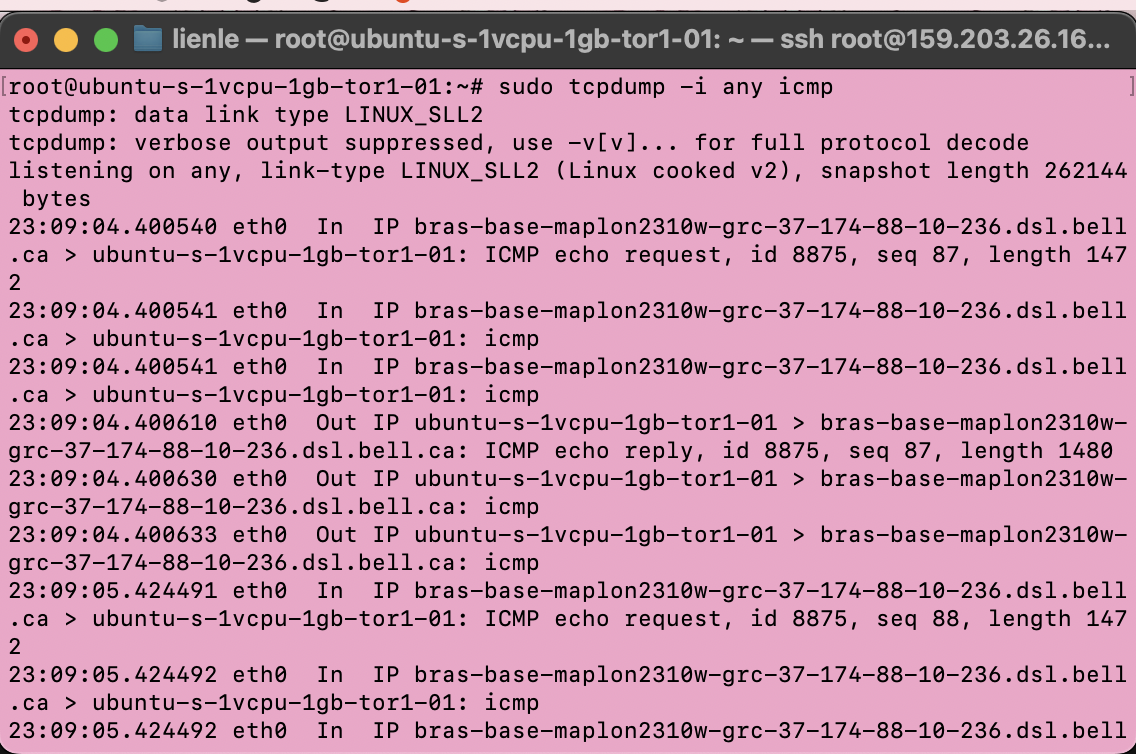 lienle — root@ubuntu-s-1vcpu-1gb-tor1-01: ~ — ssh root@159.203.26.16...
[root@ubuntu-s-1vcpu-1gb-tor1-01:~# sudo tcpdump -i any icmp ]
tcpdump: data link type LINUX_SLL2
tcpdump: verbose output suppressed, use -v[v]... for full protocol decode
listening on any, link-type LINUX_SLL2 (Linux cooked v2), snapshot length 262144
 bytes
23:09:04.400540 eth0  In  IP bras-base-maplon2310w-grc-37-174-88-10-236.dsl.bell
.ca > ubuntu-s-1vcpu-1gb-tor1-01: ICMP echo request, id 8875, seq 87, length 147
2
23:09:04.400541 eth0  In  IP bras-base-maplon2310w-grc-37-174-88-10-236.dsl.bell
.ca > ubuntu-s-1vcpu-1gb-tor1-01: icmp
23:09:04.400541 eth0  In  IP bras-base-maplon2310w-grc-37-174-88-10-236.dsl.bell
.ca > ubuntu-s-1vcpu-1gb-tor1-01: icmp
23:09:04.400610 eth0  Out IP ubuntu-s-1vcpu-1gb-tor1-01 > bras-base-maplon2310w-
grc-37-174-88-10-236.dsl.bell.ca: ICMP echo reply, id 8875, seq 87, length 1480
23:09:04.400630 eth0  Out IP ubuntu-s-1vcpu-1gb-tor1-01 > bras-base-maplon2310w-
grc-37-174-88-10-236.dsl.bell.ca: icmp
23:09:04.400633 eth0  Out IP ubuntu-s-1vcpu-1gb-tor1-01 > bras-base-maplon2310w-
grc-37-174-88-10-236.dsl.bell.ca: icmp
23:09:05.424491 eth0  In  IP bras-base-maplon2310w-grc-37-174-88-10-236.dsl.bell
.ca > ubuntu-s-1vcpu-1gb-tor1-01: ICMP echo request, id 8875, seq 88, length 147
2
23:09:05.424492 eth0  In  IP bras-base-maplon2310w-grc-37-174-88-10-236.dsl.bell
.ca > ubuntu-s-1vcpu-1gb-tor1-01: icmp
23:09:05.424492 eth0  In  IP bras-base-maplon2310w-grc-37-174-88-10-236.dsl.bell